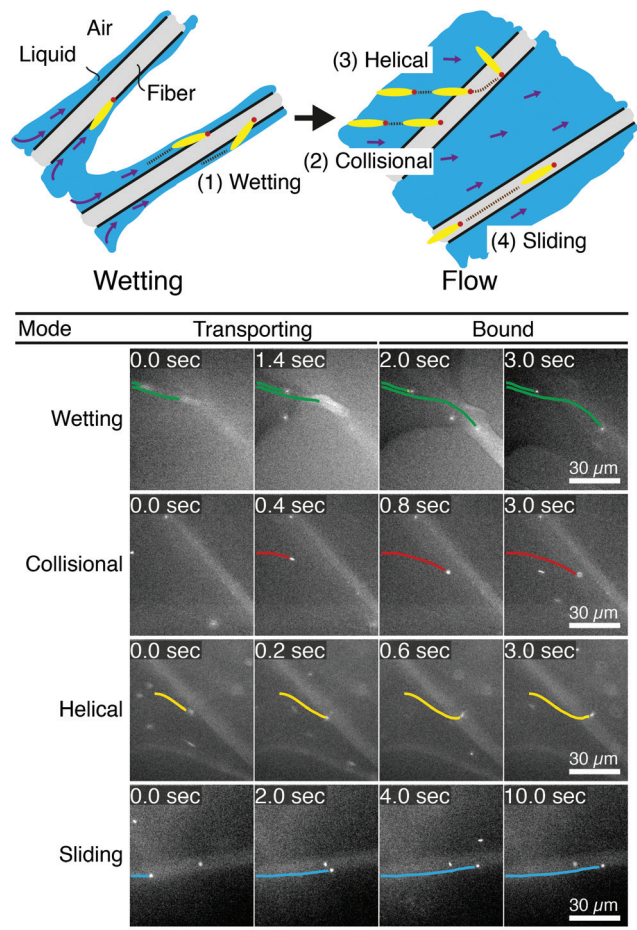 Air
Liquid
Fiber
(1) Wetting
(3) Helical
(2) Collisional
(4) Sliding
Wetting
Flow
Mode Transporting Bound
Wetting
0.0 sec 1.4 sec 2.0 sec 3.0 sec
30 µm
Collisional
0.0 sec 0.4 sec 0.8 sec 3.0 sec
30 µm
Helical
0.0 sec 0.2 sec 0.6 sec 3.0 sec
30 µm
Sliding
0.0 sec 2.0 sec 4.0 sec 10.0 sec
30 µm